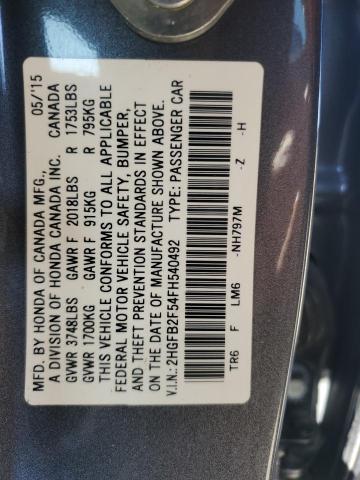 MFD. BY HONDA OF CANADA MFG., 05/'15
A DIVISION OF HONDA CANADA INC. CANADA
GVWR 3748LBS GAWR F 2018LBS R 1753LBS
GVWR 1700KG GAWR F 915KG R 795KG
THIS VEHICLE CONFORMS TO ALL APPLICABLE
FEDERAL MOTOR VEHICLE SAFETY, BUMPER,
AND THEFT PREVENTION STANDARDS IN EFFECT
ON THE DATE OF MANUFACTURE SHOWN ABOVE.
V.I.N.: 2HGFB2F54FH540492 TYPE: PASSENGER CAR
TR6 F LM6 -NH797M -Z -H